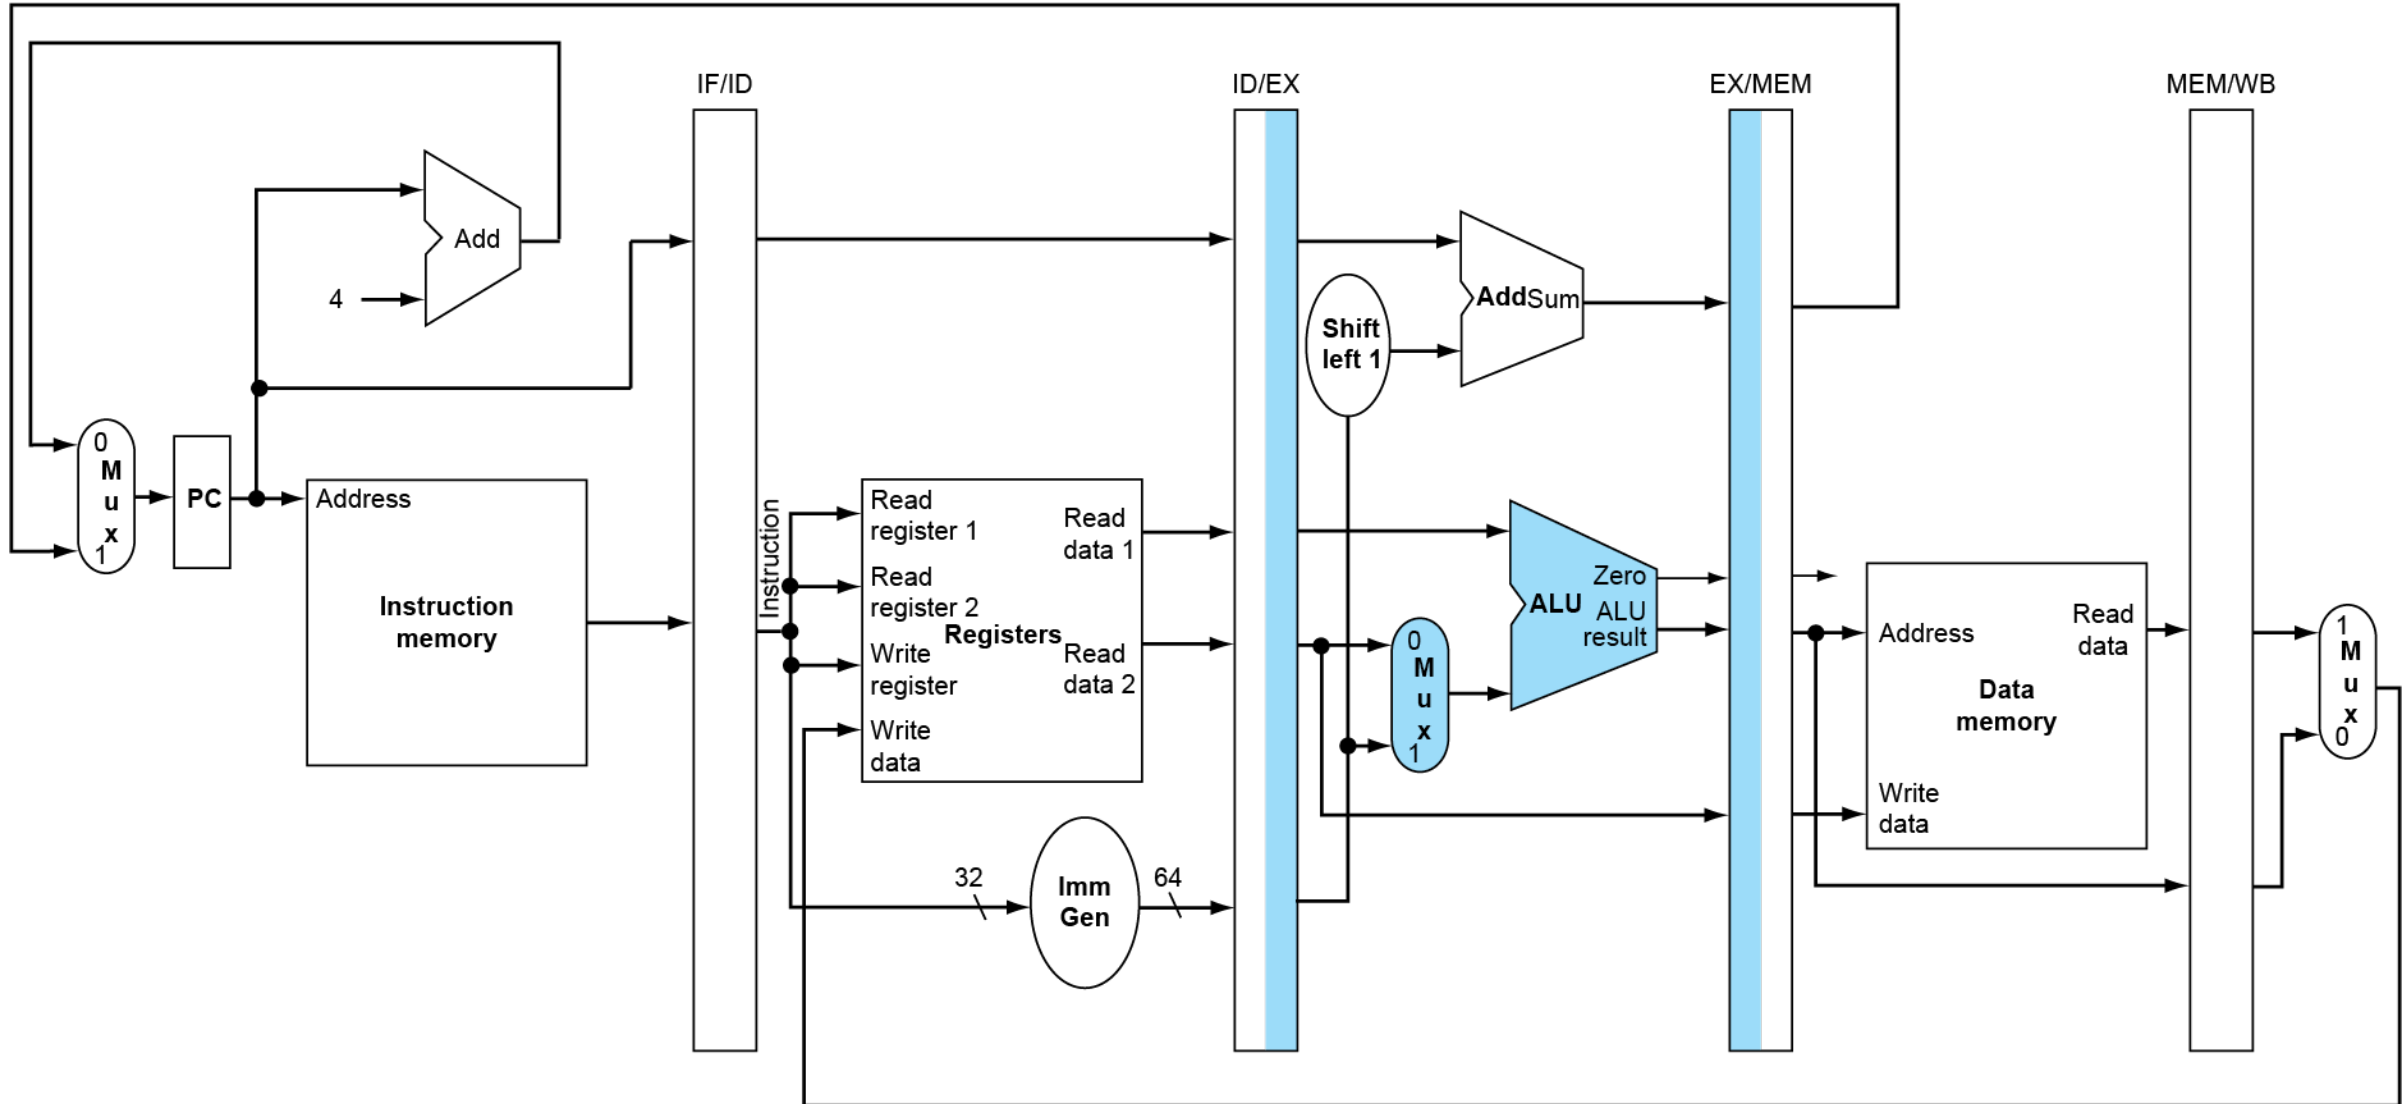 IF/ID
ID/EX
EX/MEM
MEM/WB
Add
4
Shift
left 1
AddSum
0
M
u
x
1
PC
Address
Instruction
memory
Instruction
Read
register 1
Read
register 2
Write
register
Write
data
Registers
Read
data 1
Read
data 2
32
Imm
Gen
64
0
M
u
x
1
ALU
Zero
ALU
result
Address
Read
data
Data
memory
Write
data
1
M
u
x
0